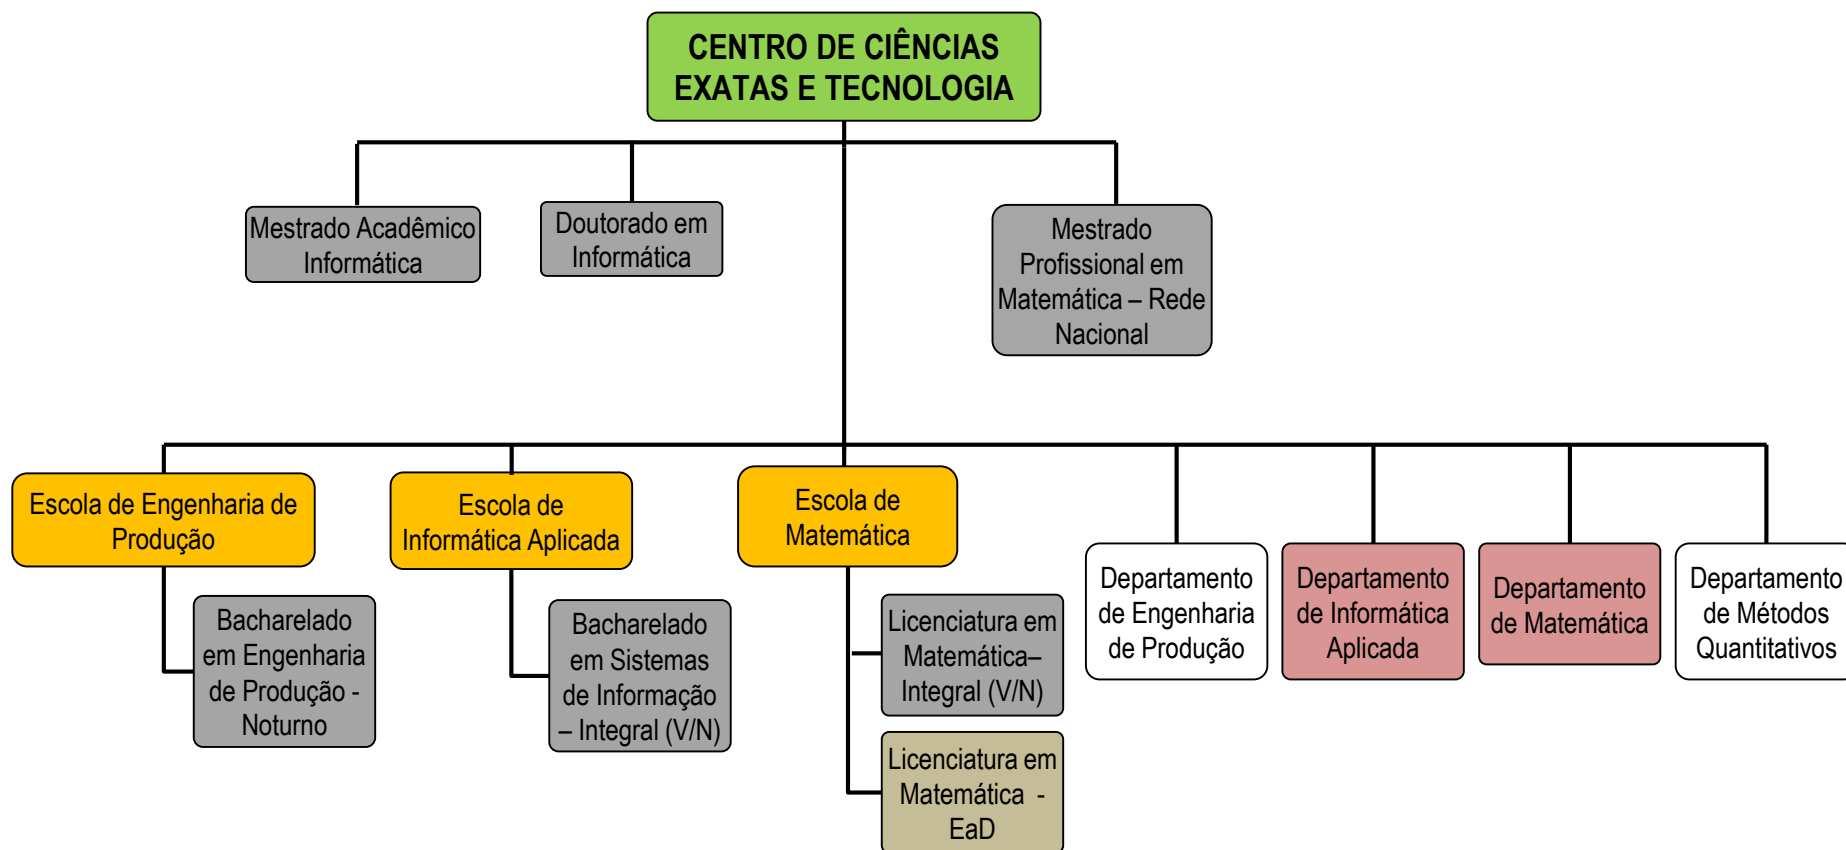 CENTRO DE CIÊNCIAS
EXATAS E TECNOLOGIA
Mestrado Acadêmico
Informática
Doutorado em
Informática
Mestrado
Profissional em
Matemática – Rede
Nacional
Escola de Engenharia de
Produção
Escola de
Informática Aplicada
Escola de
Matemática
Departamento
de Engenharia
de Produção
Departamento
de Informática
Aplicada
Departamento
de Matemática
Departamento
de Métodos
Quantitativos
Bacharelado
em Engenharia
de Produção -
Noturno
Bacharelado
em Sistemas
de Informação
– Integral (V/N)
Licenciatura em
Matemática–
Integral (V/N)
Licenciatura em
Matemática -
EaD